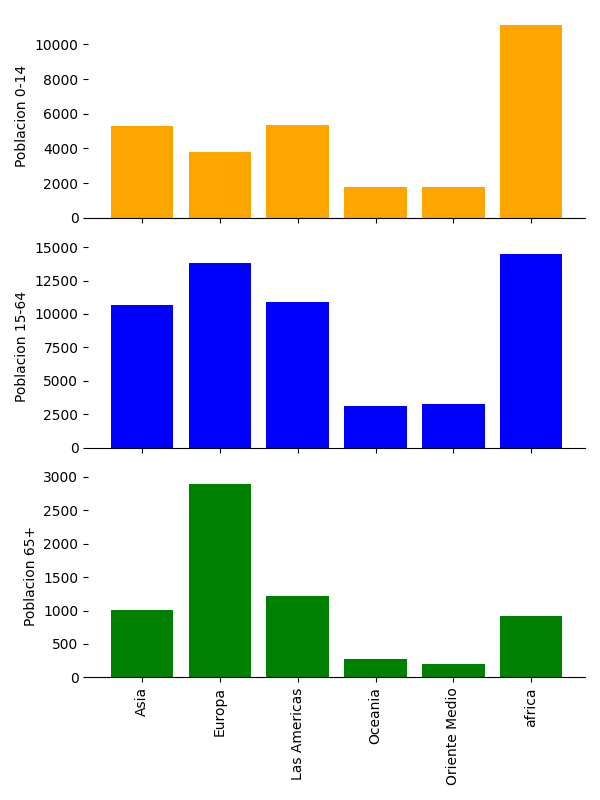 10000
8000
6000
4000
2000
0
Poblacion 0-14
15000
12500
10000
7500
5000
2500
0
Poblacion 15-64
3000
2500
2000
1500
1000
500
0
Poblacion 65+
Asia
Europa
Las Americas
Oceania
Oriente Medio
africa